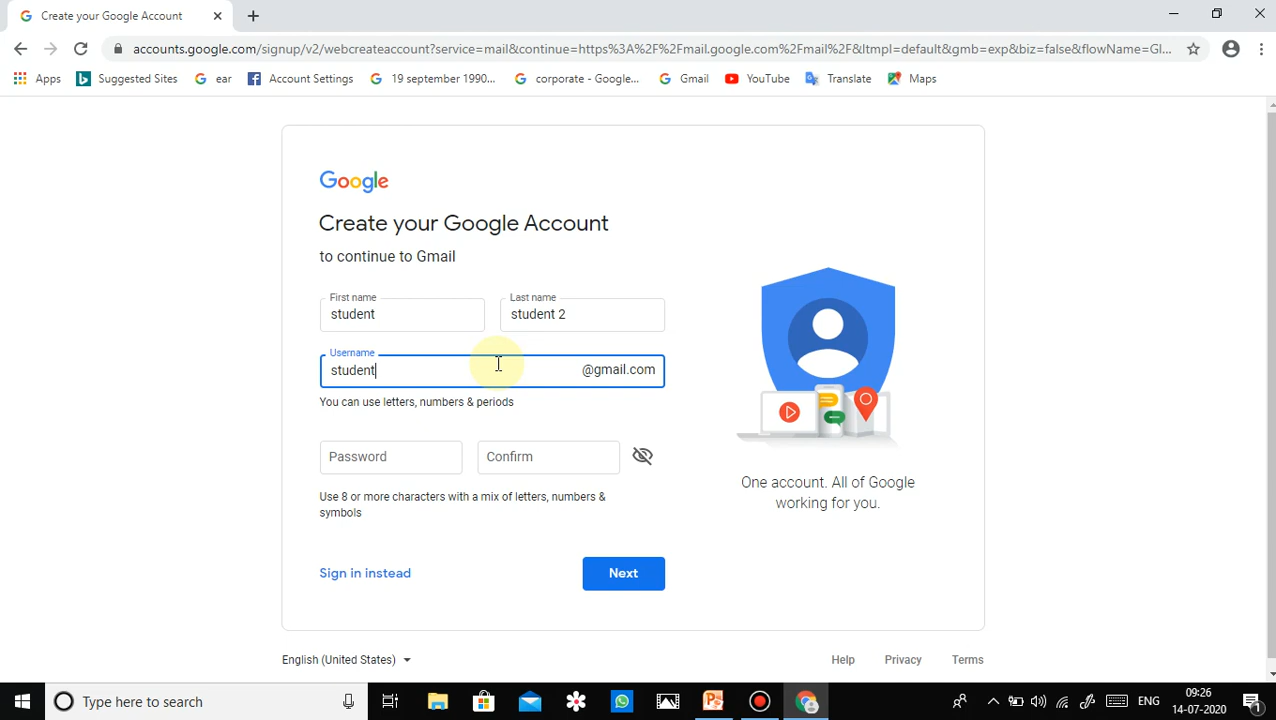 Create your Google Account
accounts.google.com/signup/v2/webcreateaccount?service=mail&continue=https%3A%2F%2Fmail.google.com%2Fmail%2F&ltmpl=default&gmb=exp&biz=false&flowName=Gl...
Apps Suggested Sites ear Account Settings 19 september 1990... corporate - Google... Gmail YouTube Translate Maps
Google
Create your Google Account
to continue to Gmail
First name Last name
student student 2
Username
student @gmail.com
You can use letters, numbers & periods
Password Confirm
Use 8 or more characters with a mix of letters, numbers &
symbols
One account. All of Google
working for you.
Sign in instead Next
English (United States) Help Privacy Terms
Type here to search ENG 09:26
14-07-2020 1